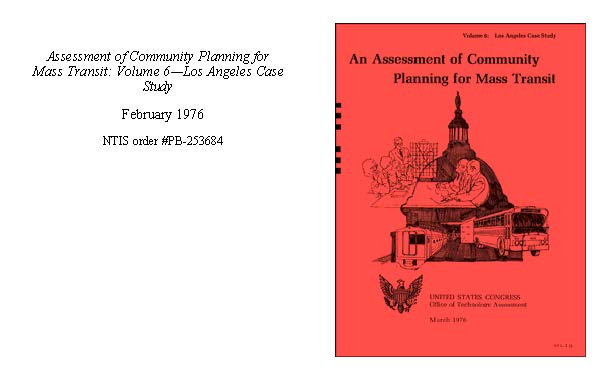 Assessment of Community Planning for
Mass Transit: Volume 6—Los Angeles Case
Study
February 1976
NTIS order #PB-253684
Volume 6: Los Angeles Case Study
An Assessment of Community
Planning for Mass Transit
UNITED STATES CONGRESS
Office of Technology Assessment
March 1976